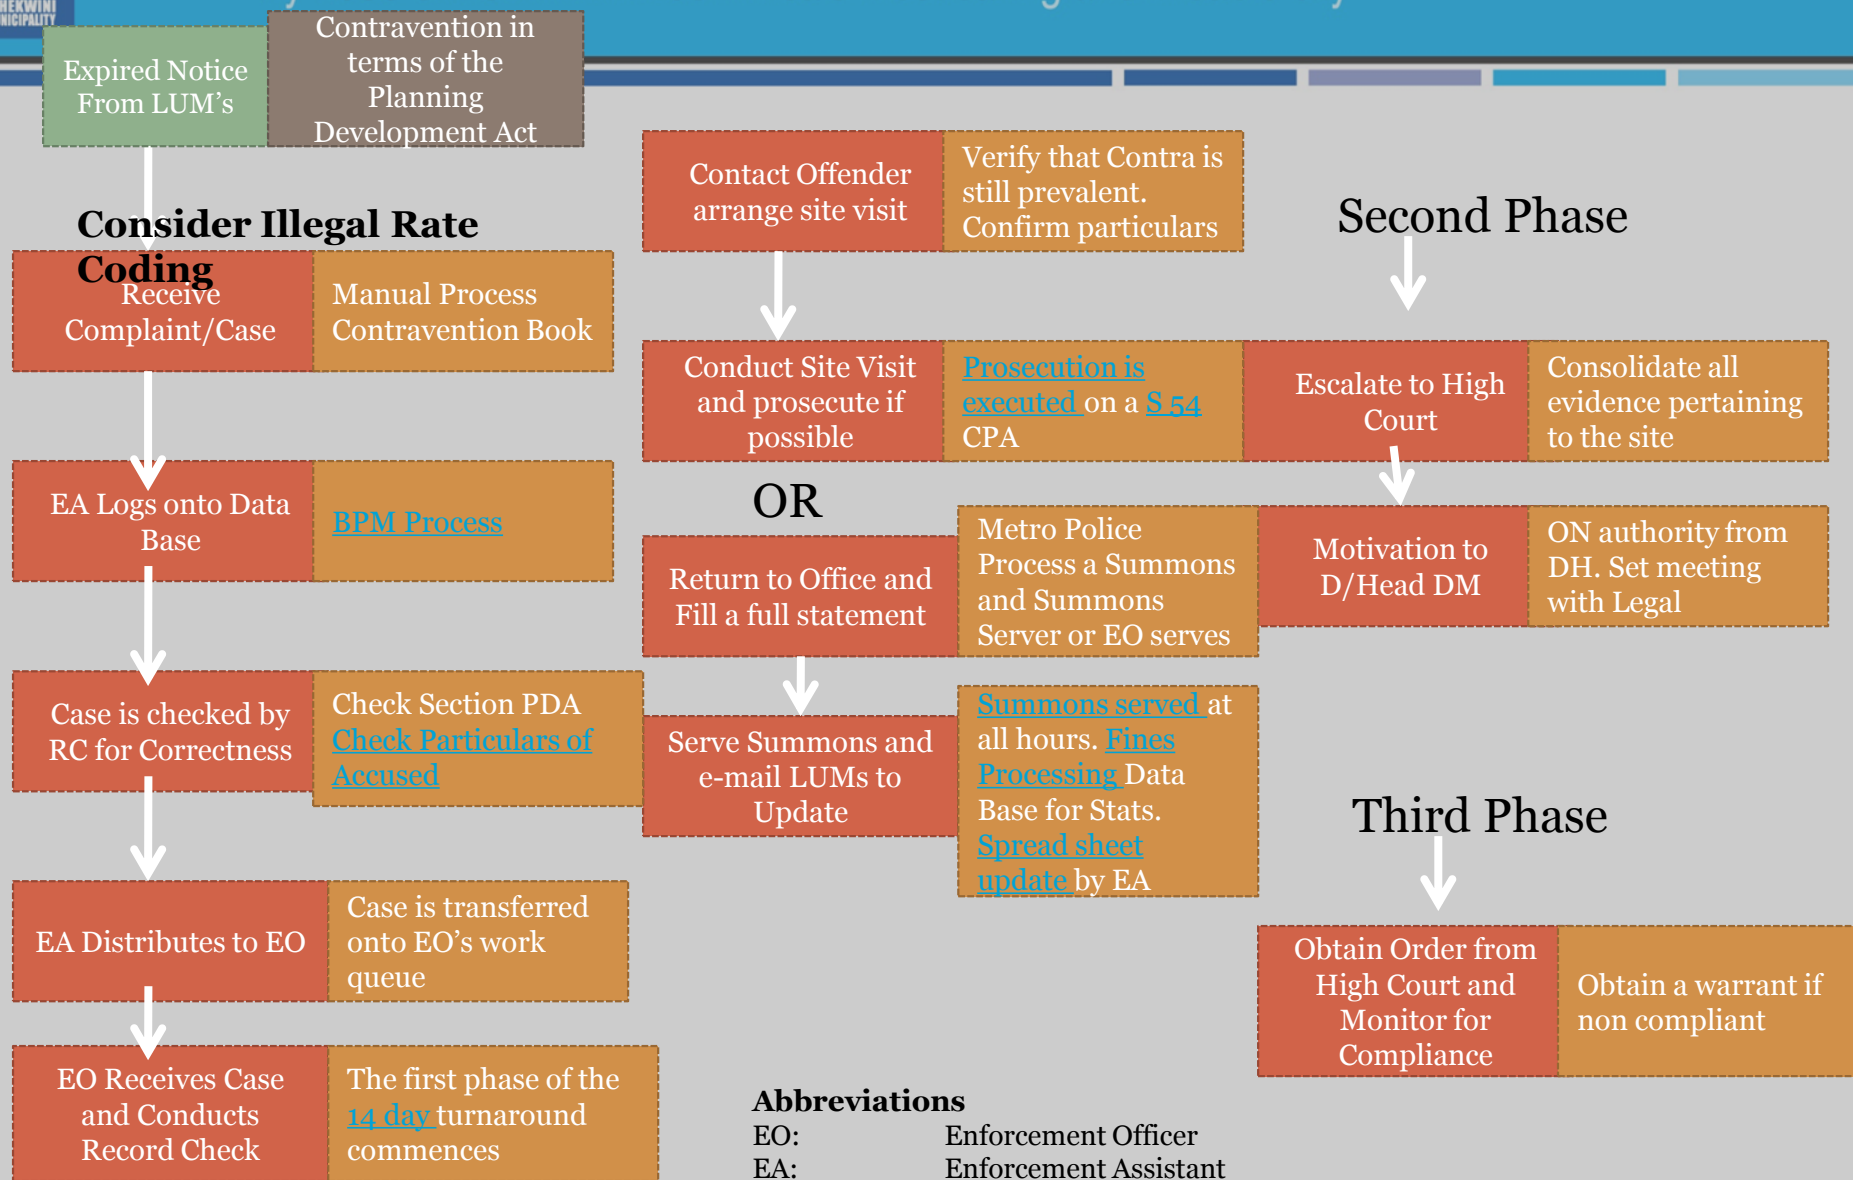 Expired Notice
From LUM's
Contravention in
terms of the
Planning
Development Act
Consider Illegal Rate
Coding
Receive
Complaint/Case
Manual Process
Contravention Book
EA Logs onto Data
Base
BPM Process
Case is checked by
RC for Correctness
Check Section PDA
Check Particulars of
Accused
EA Distributes to EO
Case is transferred
onto EO's work
queue
EO Receives Case
and Conducts
Record Check
The first phase of the
14 day turnaround
commences
Contact Offender
arrange site visit
Verify that Contra is
still prevalent.
Confirm particulars
Conduct Site Visit
and prosecute if
possible
Prosecution is
executed on a S 54
CPA
OR
Return to Office and
Fill a full statement
Metro Police
Process a Summons
and Summons
Server or EO serves
Serve Summons and
e-mail LUMs to
Update
Summons served at
all hours. Fines
Processing Data
Base for Stats.
Spread sheet
update by EA
Second Phase
Escalate to High
Court
Consolidate all
evidence pertaining
to the site
Motivation to
D/Head DM
ON authority from
DH. Set meeting
with Legal
Third Phase
Obtain Order from
High Court and
Monitor for
Compliance
Obtain a warrant if
non compliant
Abbreviations
EO: Enforcement Officer
EA: Enforcement Assistant